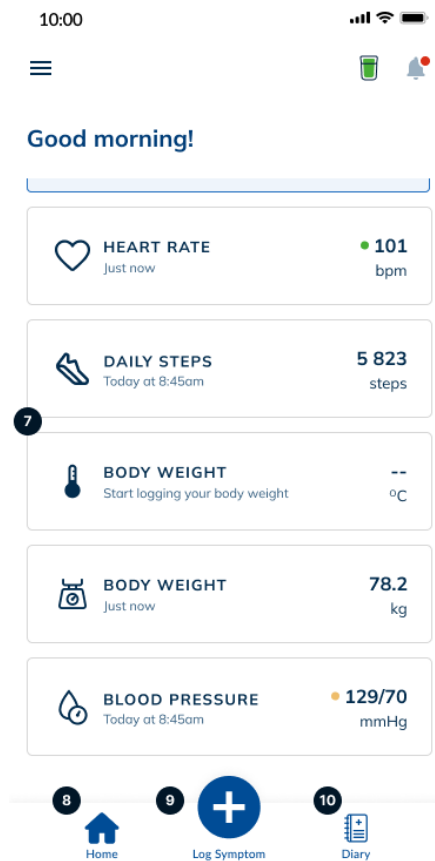 10:00
Good morning!
HEART RATE
Just now
101
bpm
DAILY STEPS
Today at 8:45am
5 823
steps
7
BODY WEIGHT
Start logging your body weight
--
ºC
BODY WEIGHT
Just now
78.2
kg
BLOOD PRESSURE
Today at 8:45am
129/70
mmHg
8
9
10
Home
Log Symptom
Diary